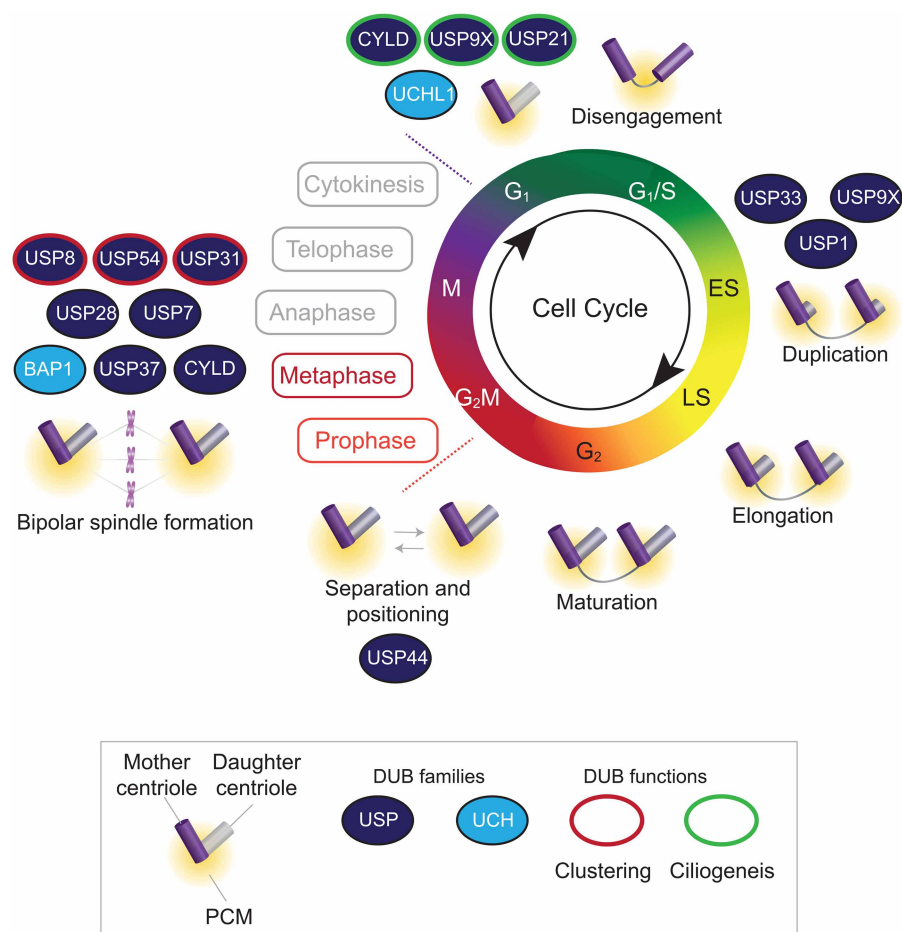 CYLD USP9X USP21
UCHL1
Disengagement
Cytokinesis
Telophase
Anaphase
Metaphase
Prophase
G₁
G₁/S
ES
LS
G₂
G₂M
M
Cell Cycle
USP33 USP9X
USP1
Duplication
Elongation
Maturation
Separation and
positioning
USP44
USP8 USP54 USP31
USP28 USP7
BAP1 USP37 CYLD
Bipolar spindle formation
Mother
centriole
Daughter
centriole
PCM
DUB families
USP UCH
DUB functions
Clustering Ciliogeneis